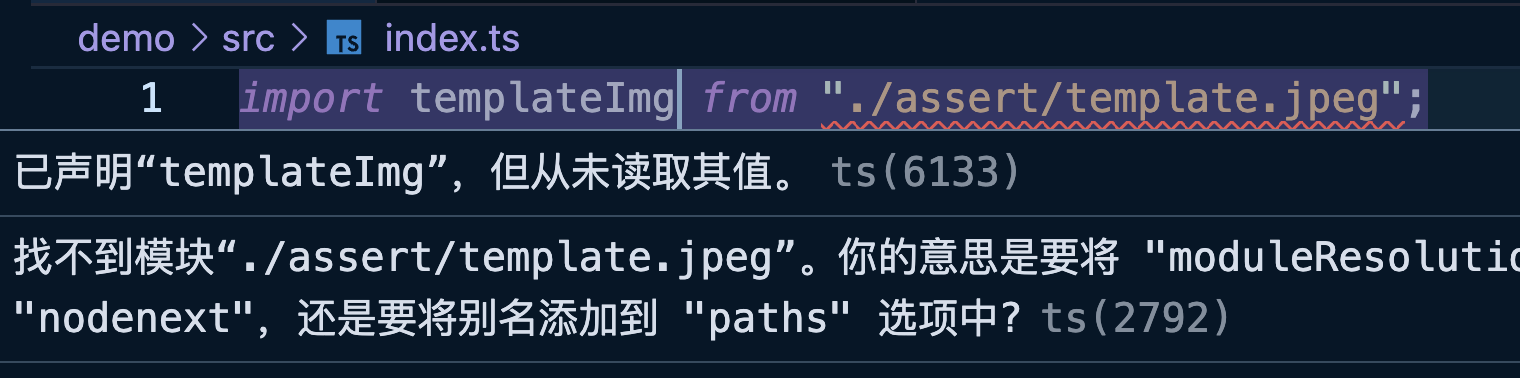 demo > src > TS index.ts
1 import templateImg from "./assert/template.jpeg";
已声明“templateImg”，但从未读取其值。 ts(6133)
找不到模块“./assert/template.jpeg”。你的意思是要将 "moduleResolutio
"nodenext"，还是要将别名添加到 "paths" 选项中? ts(2792)